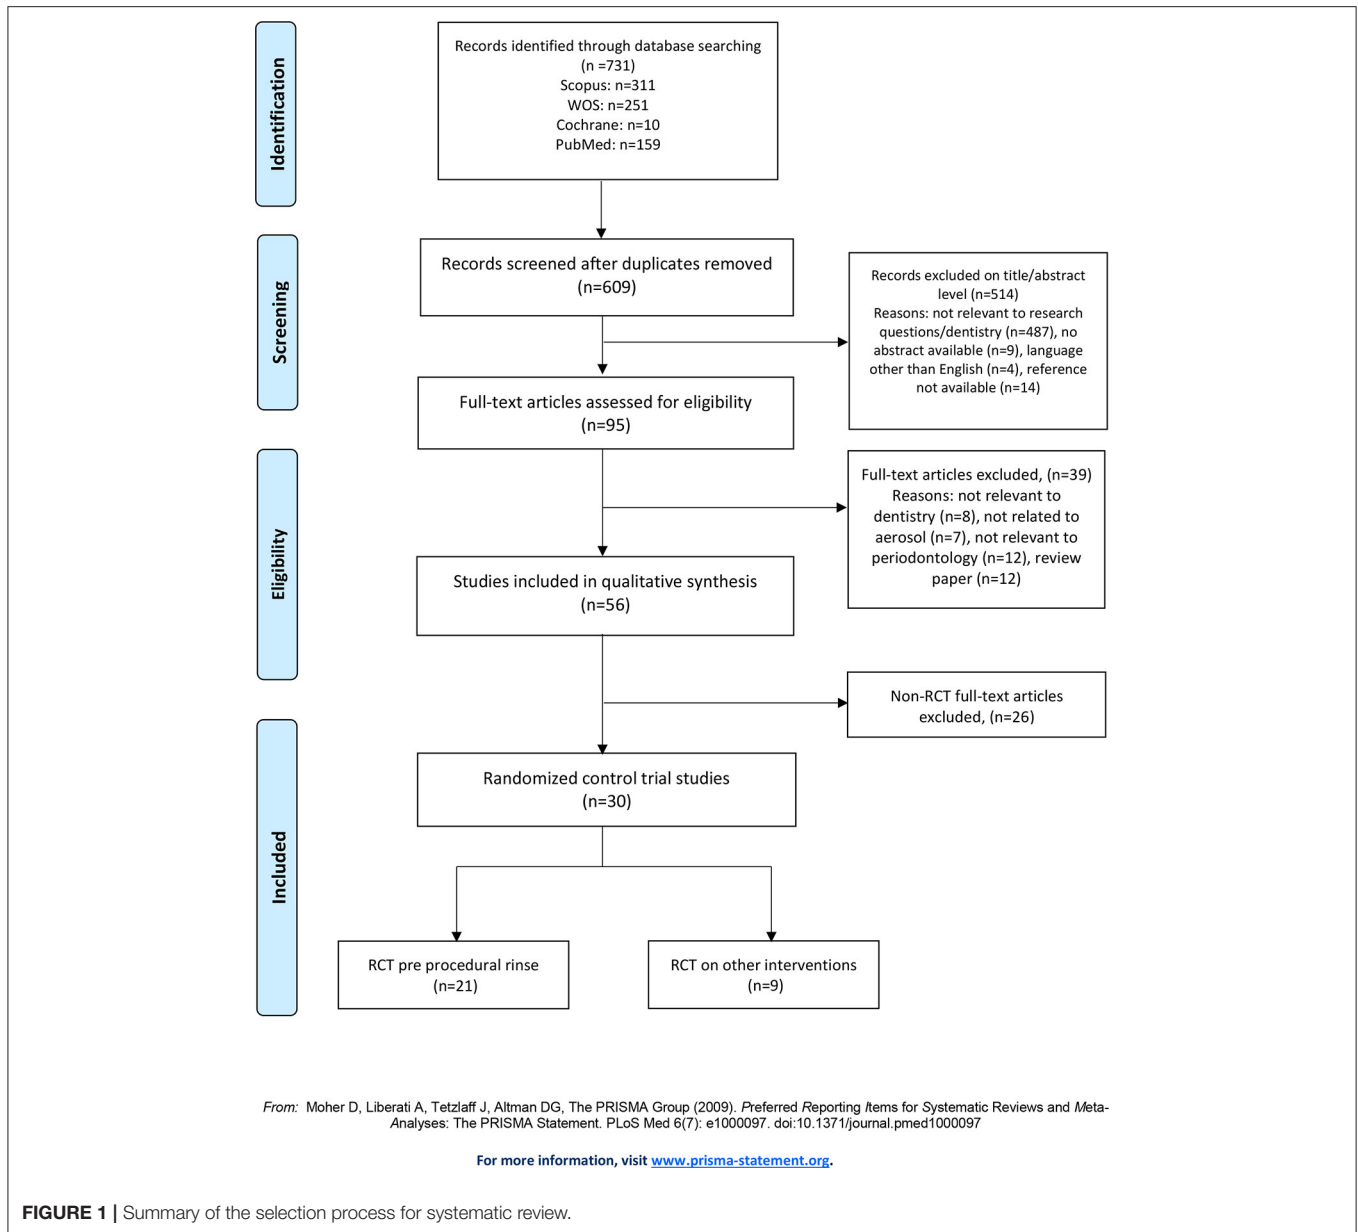 Identification
Records identified through database searching
(n =731)
Scopus: n=311
WOS: n=251
Cochrane: n=10
PubMed: n=159
Screening
Records screened after duplicates removed
(n=609)
Records excluded on title/abstract
level (n=514)
Reasons: not relevant to research
questions/dentistry (n=487), no
abstract available (n=9), language
other than English (n=4), reference
not available (n=14)
Full-text articles assessed for eligibility
(n=95)
Eligibility
Full-text articles excluded, (n=39)
Reasons: not relevant to
dentistry (n=8), not related to
aerosol (n=7), not relevant to
periodontology (n=12), review
paper (n=12)
Studies included in qualitative synthesis
(n=56)
Non-RCT full-text articles
excluded, (n=26)
Included
Randomized control trial studies
(n=30)
RCT pre procedural rinse
(n=21)
RCT on other interventions
(n=9)
From: Moher D, Liberati A, Tetzlaff J, Altman DG, The PRISMA Group (2009). Preferred Reporting Items for Systematic Reviews and Meta-
Analyses: The PRISMA Statement. PLoS Med 6(7): e1000097. doi:10.1371/journal.pmed1000097
For more information, visit www.prisma-statement.org.
FIGURE 1 | Summary of the selection process for systematic review.